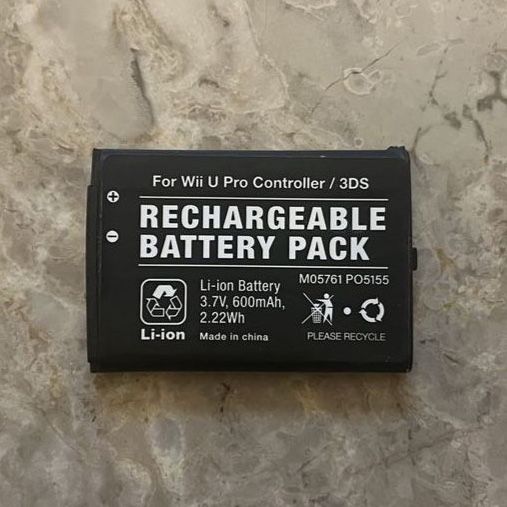 For Wii U Pro Controller / 3DS
+
RECHARGEABLE
-
BATTERY PACK
M05761 PO5155
Li-ion Battery
3.7V, 600mAh,
2.22Wh
Li-ion
Made in china
PLEASE RECYCLE